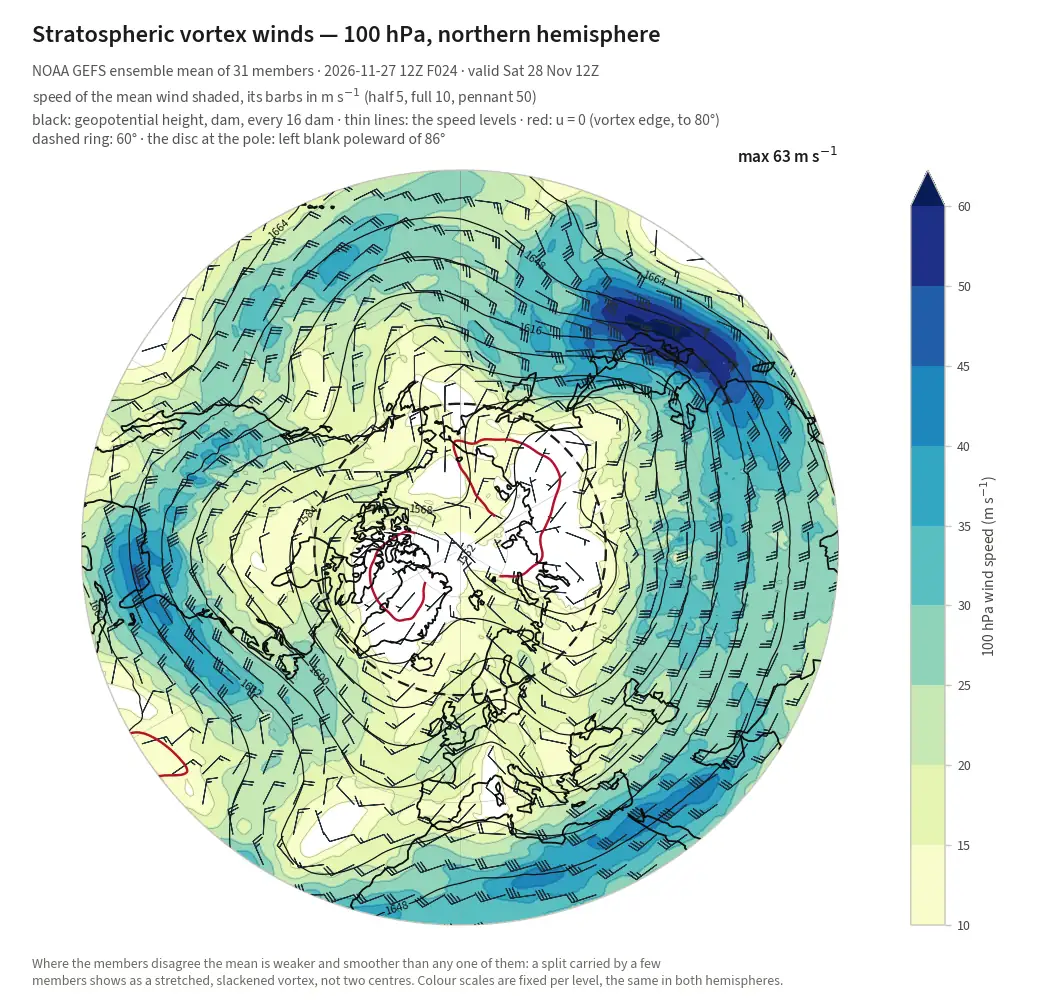 Stratospheric vortex winds — 100 hPa, northern hemisphere
NOAA GEFS ensemble mean of 31 members · 2026-11-27 12Z F024 · valid Sat 28 Nov 12Z
speed of the mean wind shaded, its barbs in m s⁻¹ (half 5, full 10, pennant 50)
black: geopotential height, dam, every 16 dam · thin lines: the speed levels · red: u = 0 (vortex edge, to 80°)
dashed ring: 60° · the disc at the pole: left blank poleward of 86°
max 63 m s⁻¹
1664
1648
1664
1616
1568
1584
1552
1600
1632
1648
60
50
45
40
35
30
25
20
15
10
100 hPa wind speed (m s⁻¹)
Where the members disagree the mean is weaker and smoother than any one of them: a split carried by a few
members shows as a stretched, slackened vortex, not two centres. Colour scales are fixed per level, the same in both hemispheres.